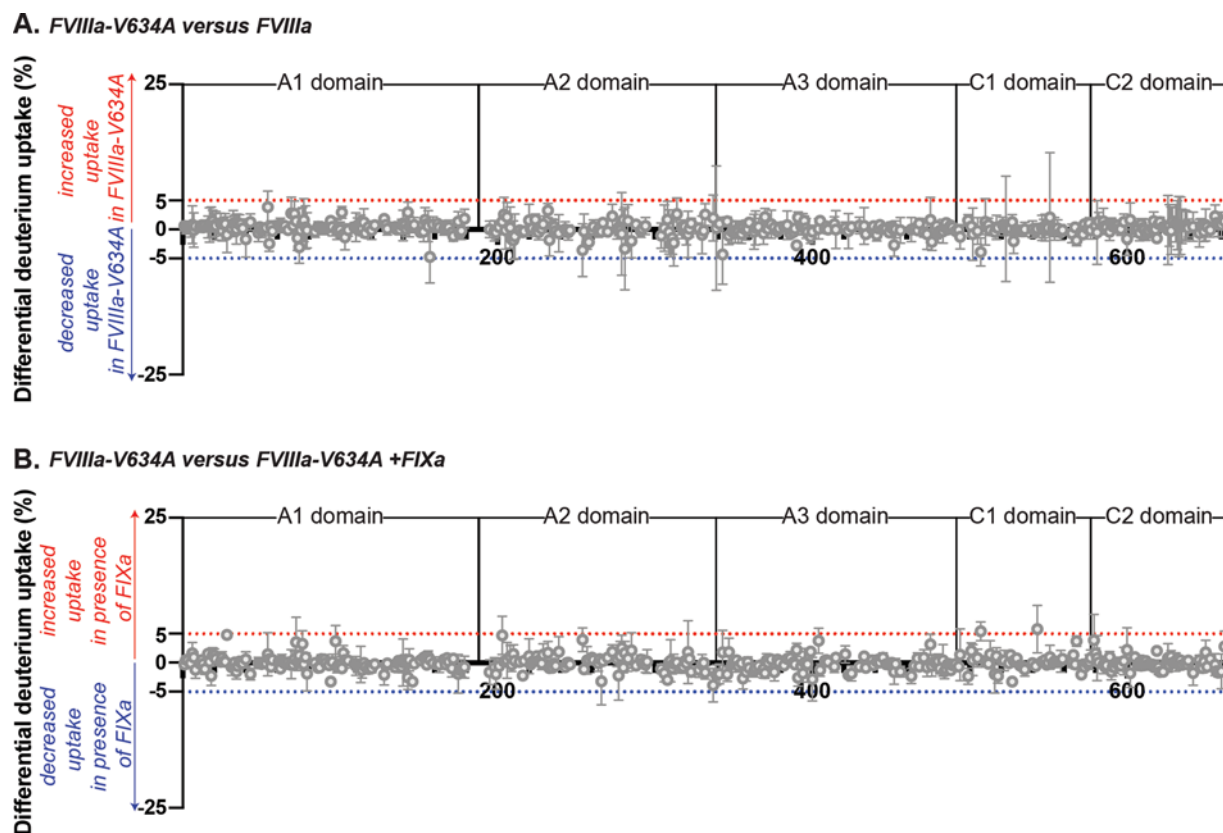 A. FVIIIa-V634A versus FVIIIa
Differential deuterium uptake (%)
increased
uptake
in FVIIIa-V634A
decreased
uptake
in FVIIIa-V634A
25
5
0
-5
-25
A1 domain
A2 domain
A3 domain
C1 domain
C2 domain
200
400
600
B. FVIIIa-V634A versus FVIIIa-V634A +FIXa
Differential deuterium uptake (%)
increased
uptake
in presence
of FIXa
decreased
uptake
in presence
of FIXa
25
5
0
-5
-25
A1 domain
A2 domain
A3 domain
C1 domain
C2 domain
200
400
600